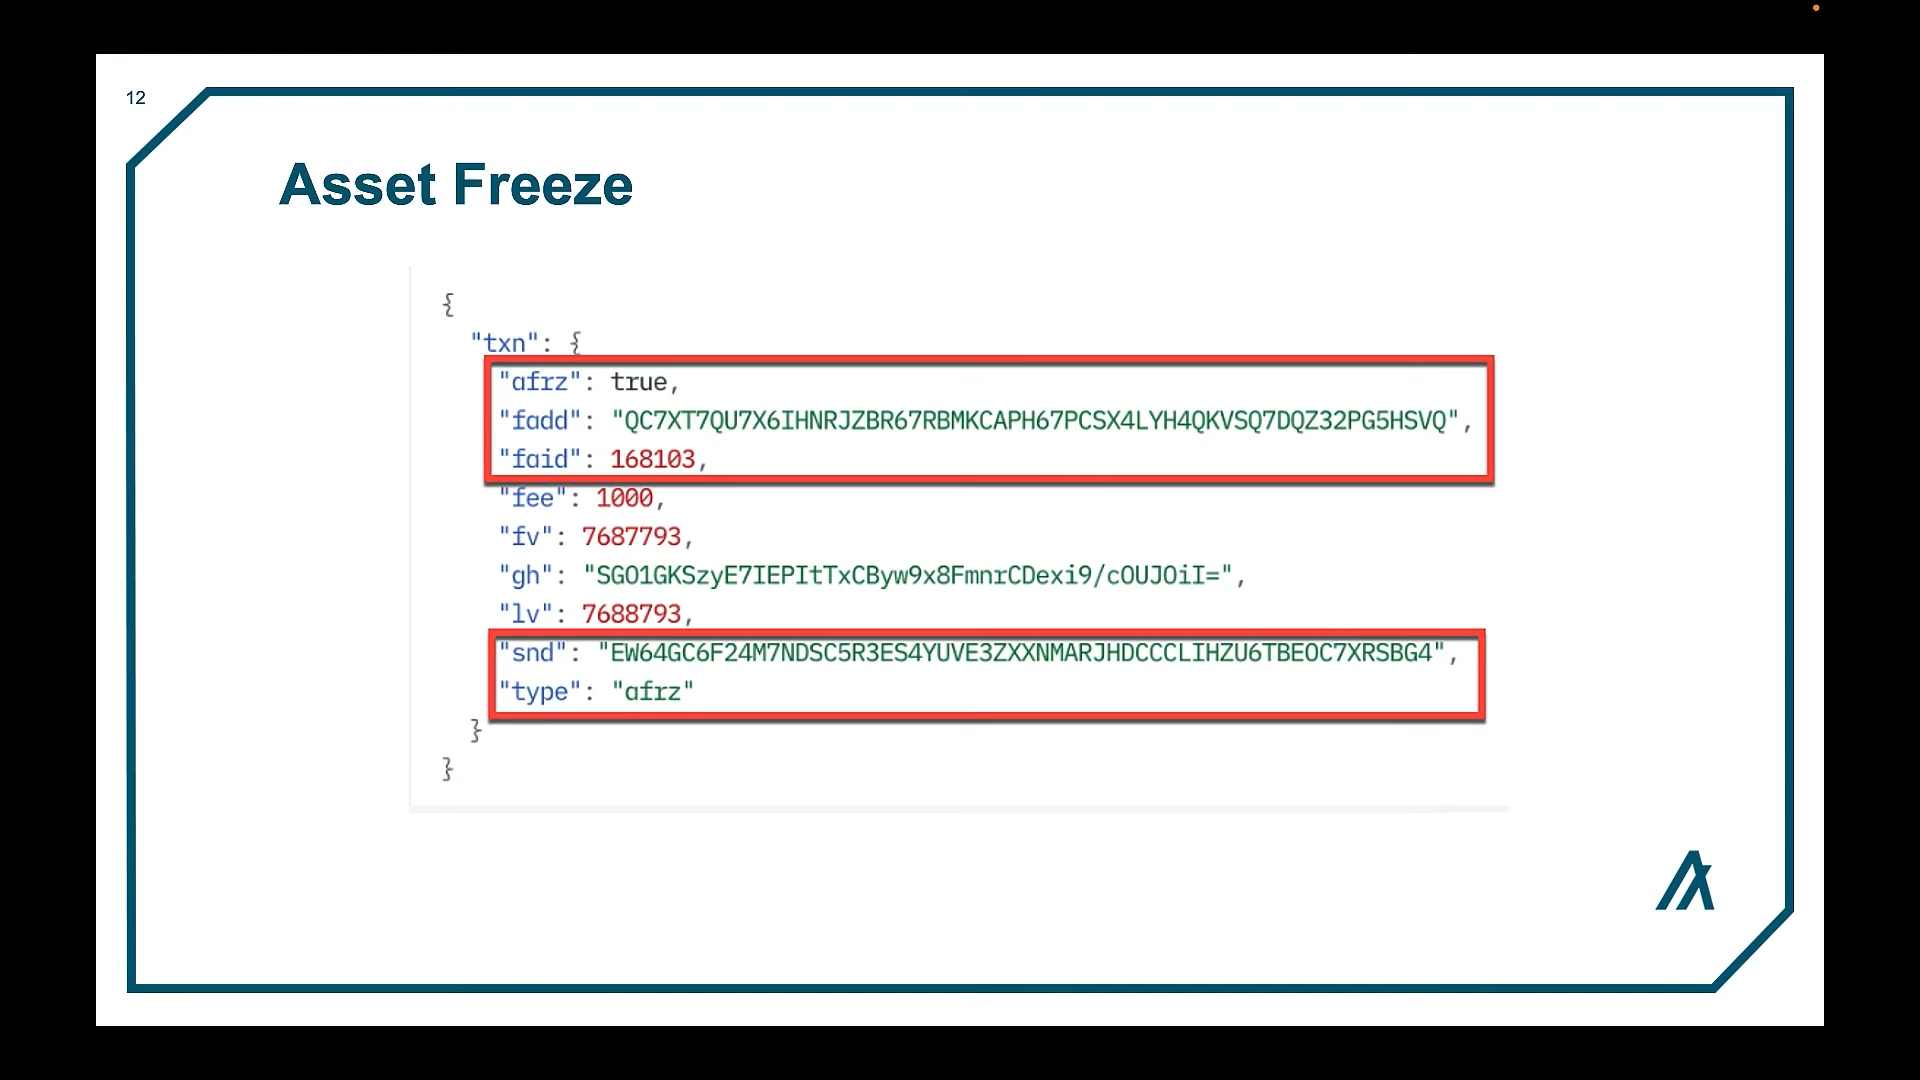 12
Asset Freeze
{
"txn": {
"afrz": true,
"fadd": "QC7XT7QU7X6IHNRJZBR67RBMKCAPH67PCSX4LYH4QKVSQ7DQZ32PG5HSVQ",
"faid": 168103,
"fee": 1000,
"fv": 7687793,
"gh": "SGO1GKSzyE7IEPItTxCByw9x8FmnrCDexi9/cOUJOiI=",
"lv": 7688793,
"snd": "EW64GC6F24M7NDSC5R3ES4YUVE3ZXXNMARJHDCCCLIHZU6TBEOC7XRSBG4",
"type": "afrz"
}
}